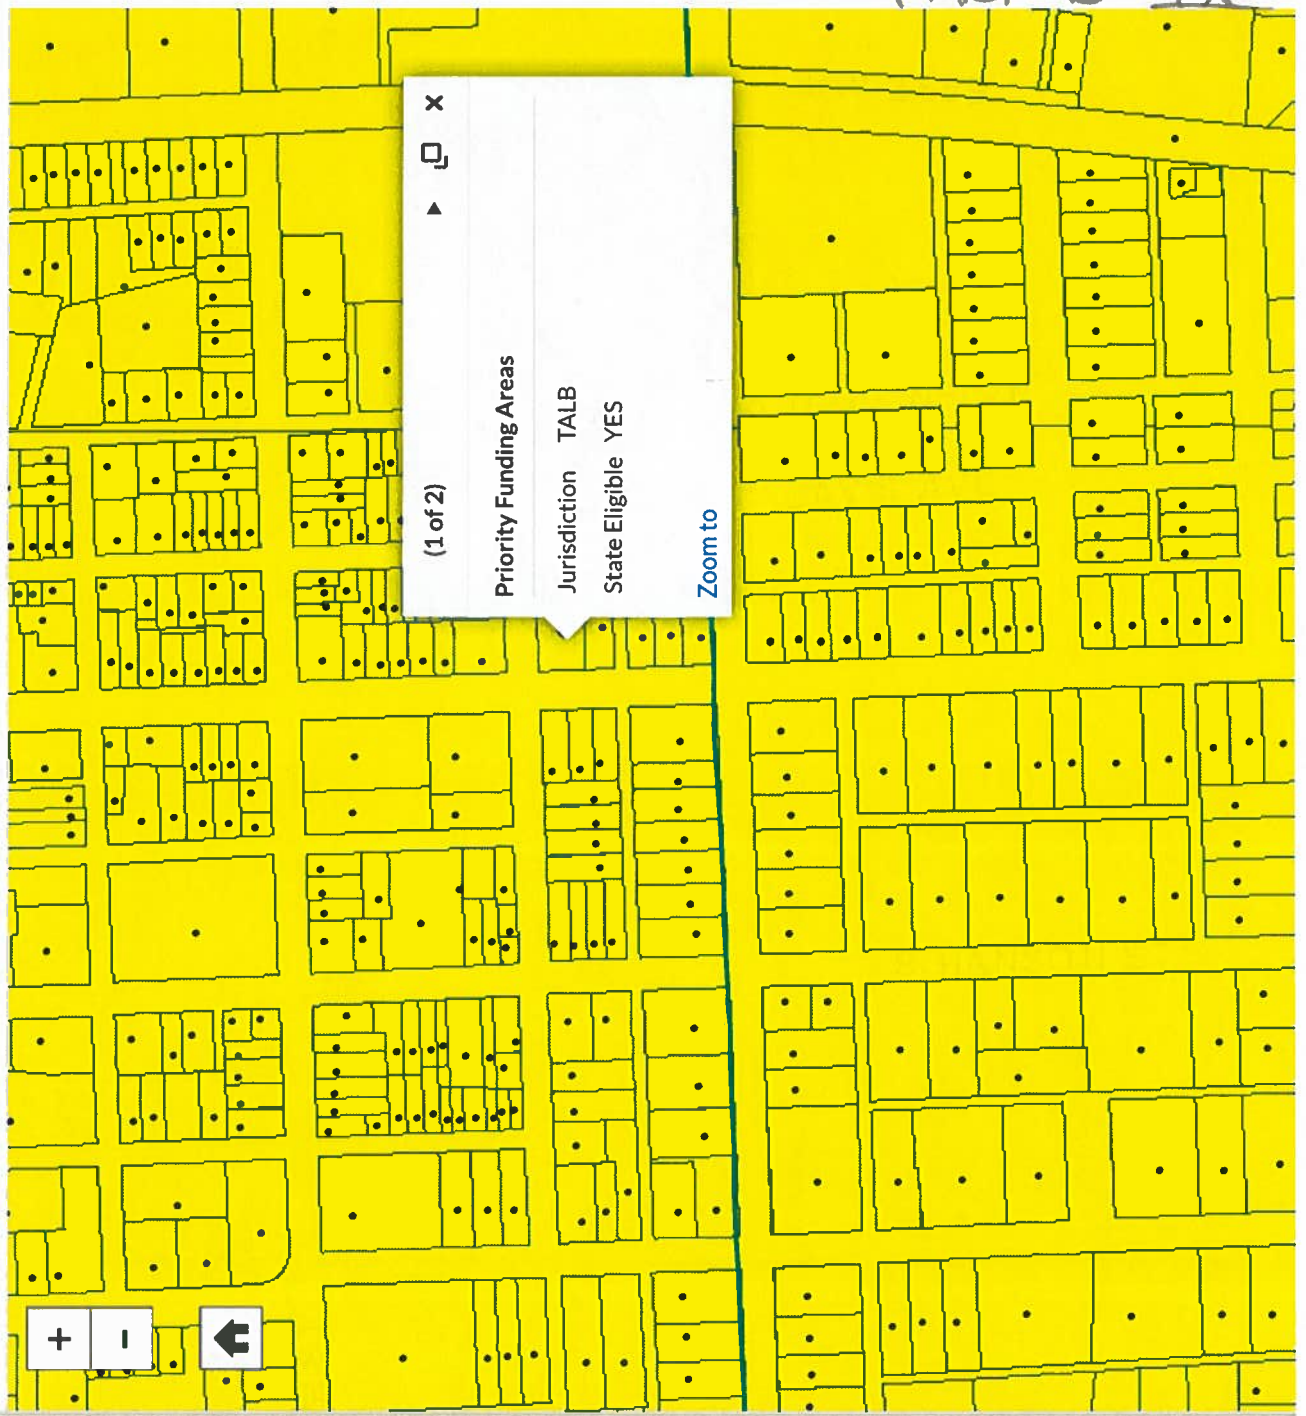 (1 of 2)
Priority Funding Areas
Jurisdiction TALB
State Eligible YES
Zoom to